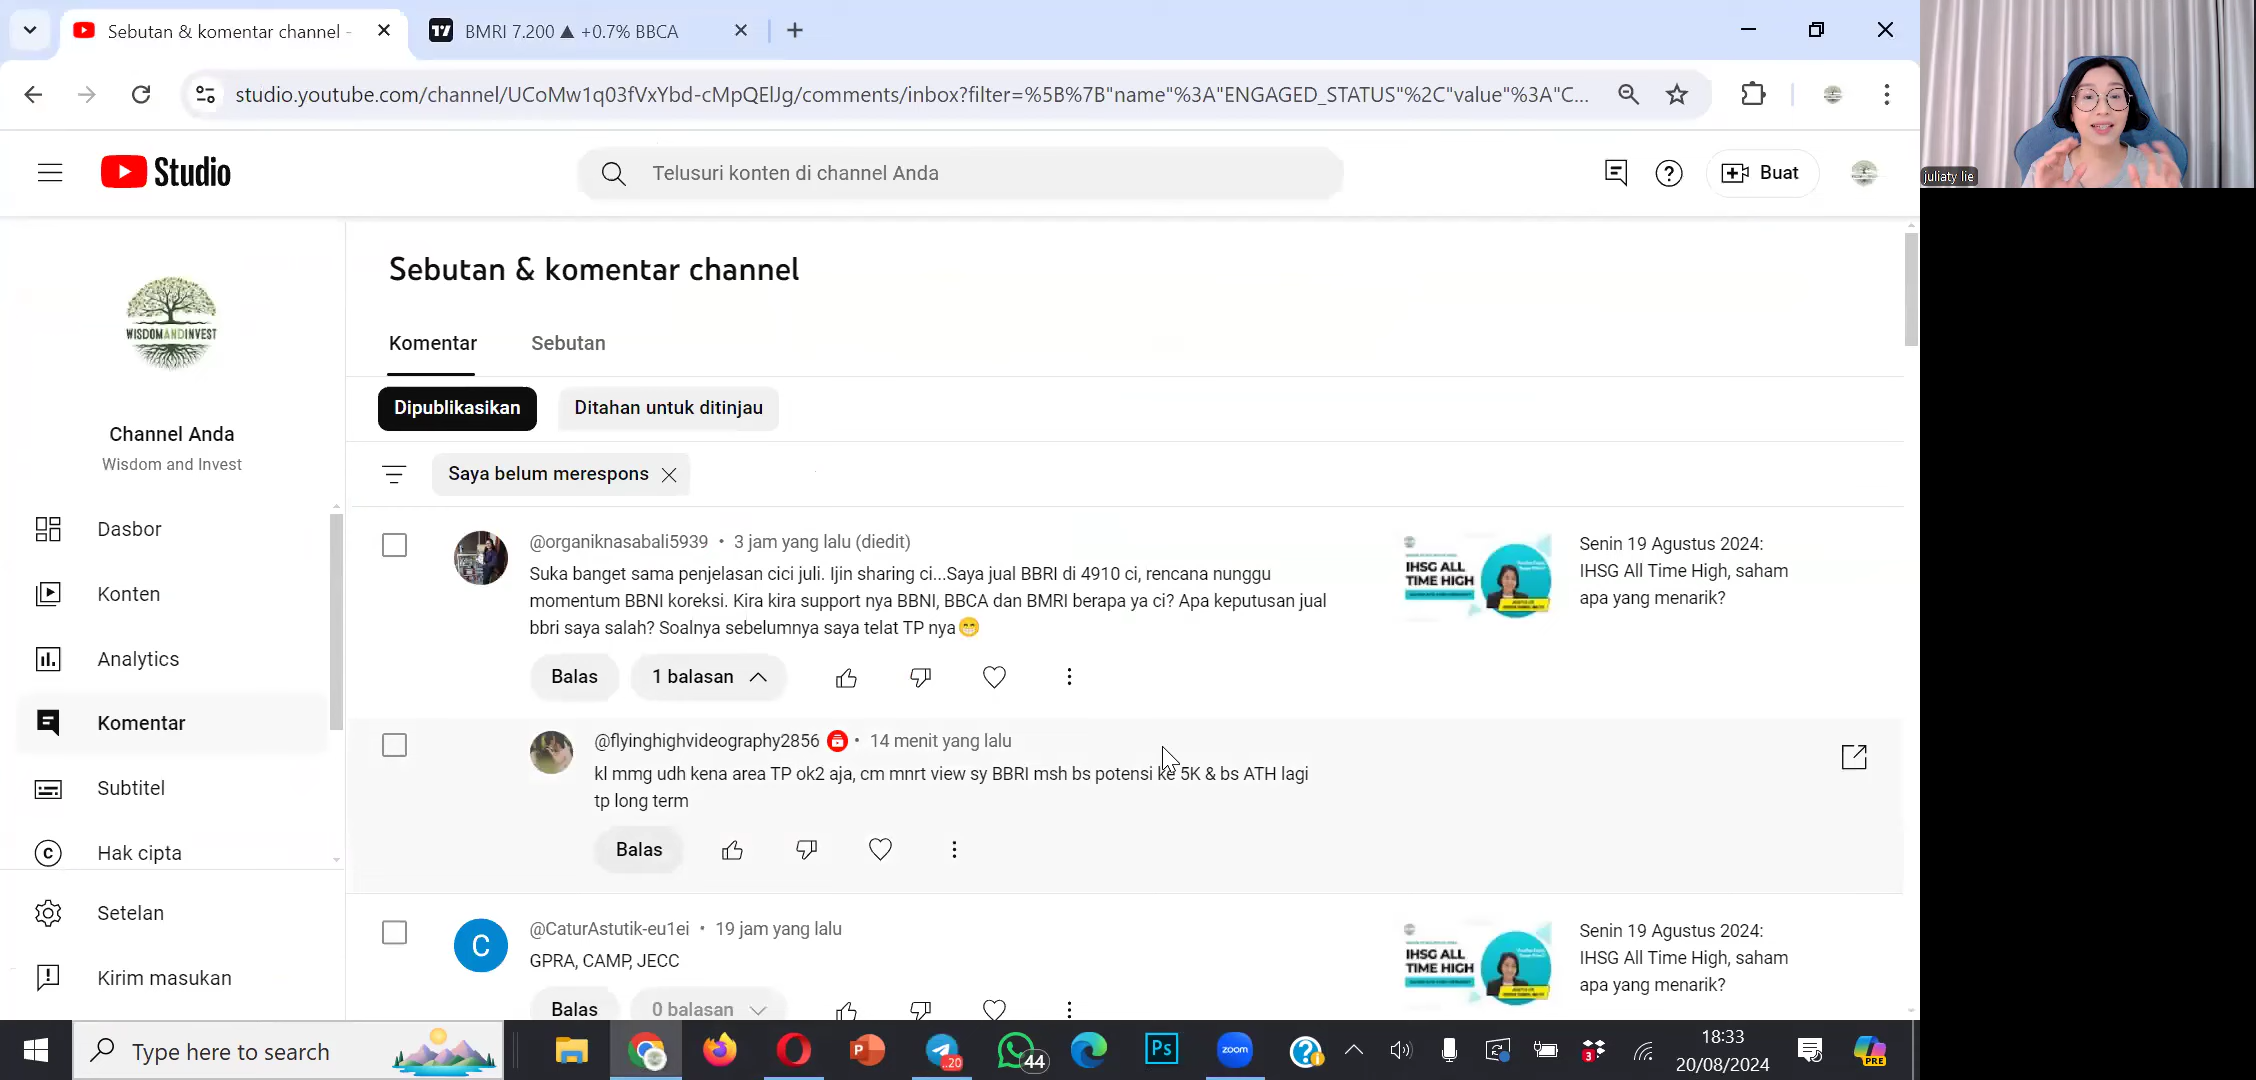 Sebutan & komentar channel -
BMRI 7.200 ▲ +0.7% BBCA
studio.youtube.com/channel/UCoMw1q03fVxYbd-cMpQElJg/comments/inbox?filter=%5B%7B"name"%3A"ENGAGED_STATUS"%2C"value"%3A"C...
juliaty lie
Studio
Telusuri konten di channel Anda
Buat
WISDOMANDINVEST
Channel Anda
Wisdom and Invest
Dasbor
Konten
Analytics
Komentar
Subtitel
Hak cipta
Setelan
Kirim masukan
Sebutan & komentar channel
Komentar
Sebutan
Dipublikasikan
Ditahan untuk ditinjau
Saya belum merespons
@organiknasabali5939 • 3 jam yang lalu (diedit)
Suka banget sama penjelasan cici juli. Ijin sharing ci...Saya jual BBRI di 4910 ci, rencana nunggu
momentum BBNI koreksi. Kira kira support nya BBNI, BBCA dan BMRI berapa ya ci? Apa keputusan jual
bbri saya salah? Soalnya sebelumnya saya telat TP nya😁
Balas
1 balasan
IHSG ALL
TIME HIGH
Senin 19 Agustus 2024:
IHSG All Time High, saham
apa yang menarik?
@flyinghighvideography2856 • 14 menit yang lalu
kl mmg udh kena area TP ok2 aja, cm mnrt view sy BBRI msh bs potensi ke 5K & bs ATH lagi
tp long term
Balas
C
@CaturAstutik-eu1ei • 19 jam yang lalu
GPRA, CAMP, JECC
Balas
0 balasan
IHSG ALL
TIME HIGH
Senin 19 Agustus 2024:
IHSG All Time High, saham
apa yang menarik?
Type here to search
P
..20
44
Ps
zoom
3
18:33
20/08/2024
PRE